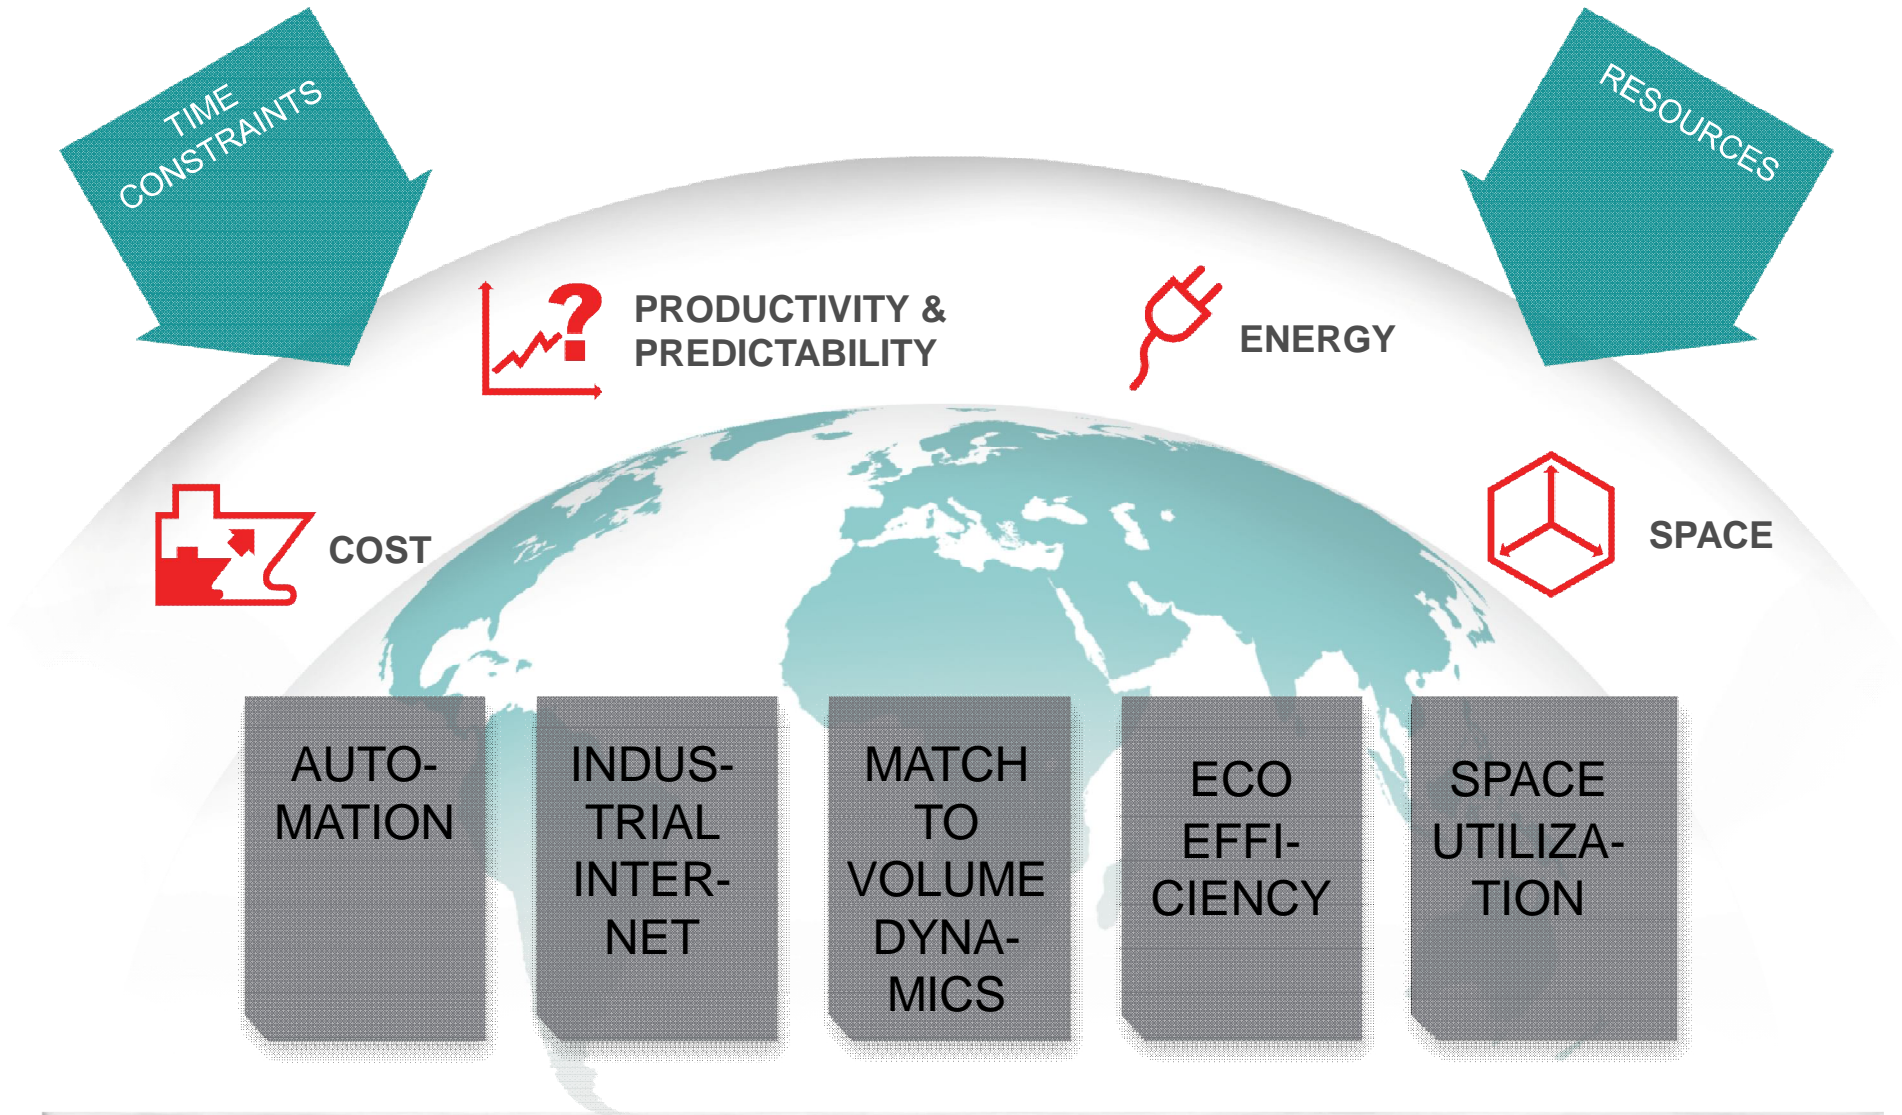 TIME
CONSTRAINTS
RESOURCES
PRODUCTIVITY &
PREDICTABILITY
ENERGY
COST
SPACE
AUTO-
MATION
INDUS-
TRIAL
INTER-
NET
MATCH
TO
VOLUME
DYNA-
MICS
ECO
EFFI-
CIENCY
SPACE
UTILIZA-
TION